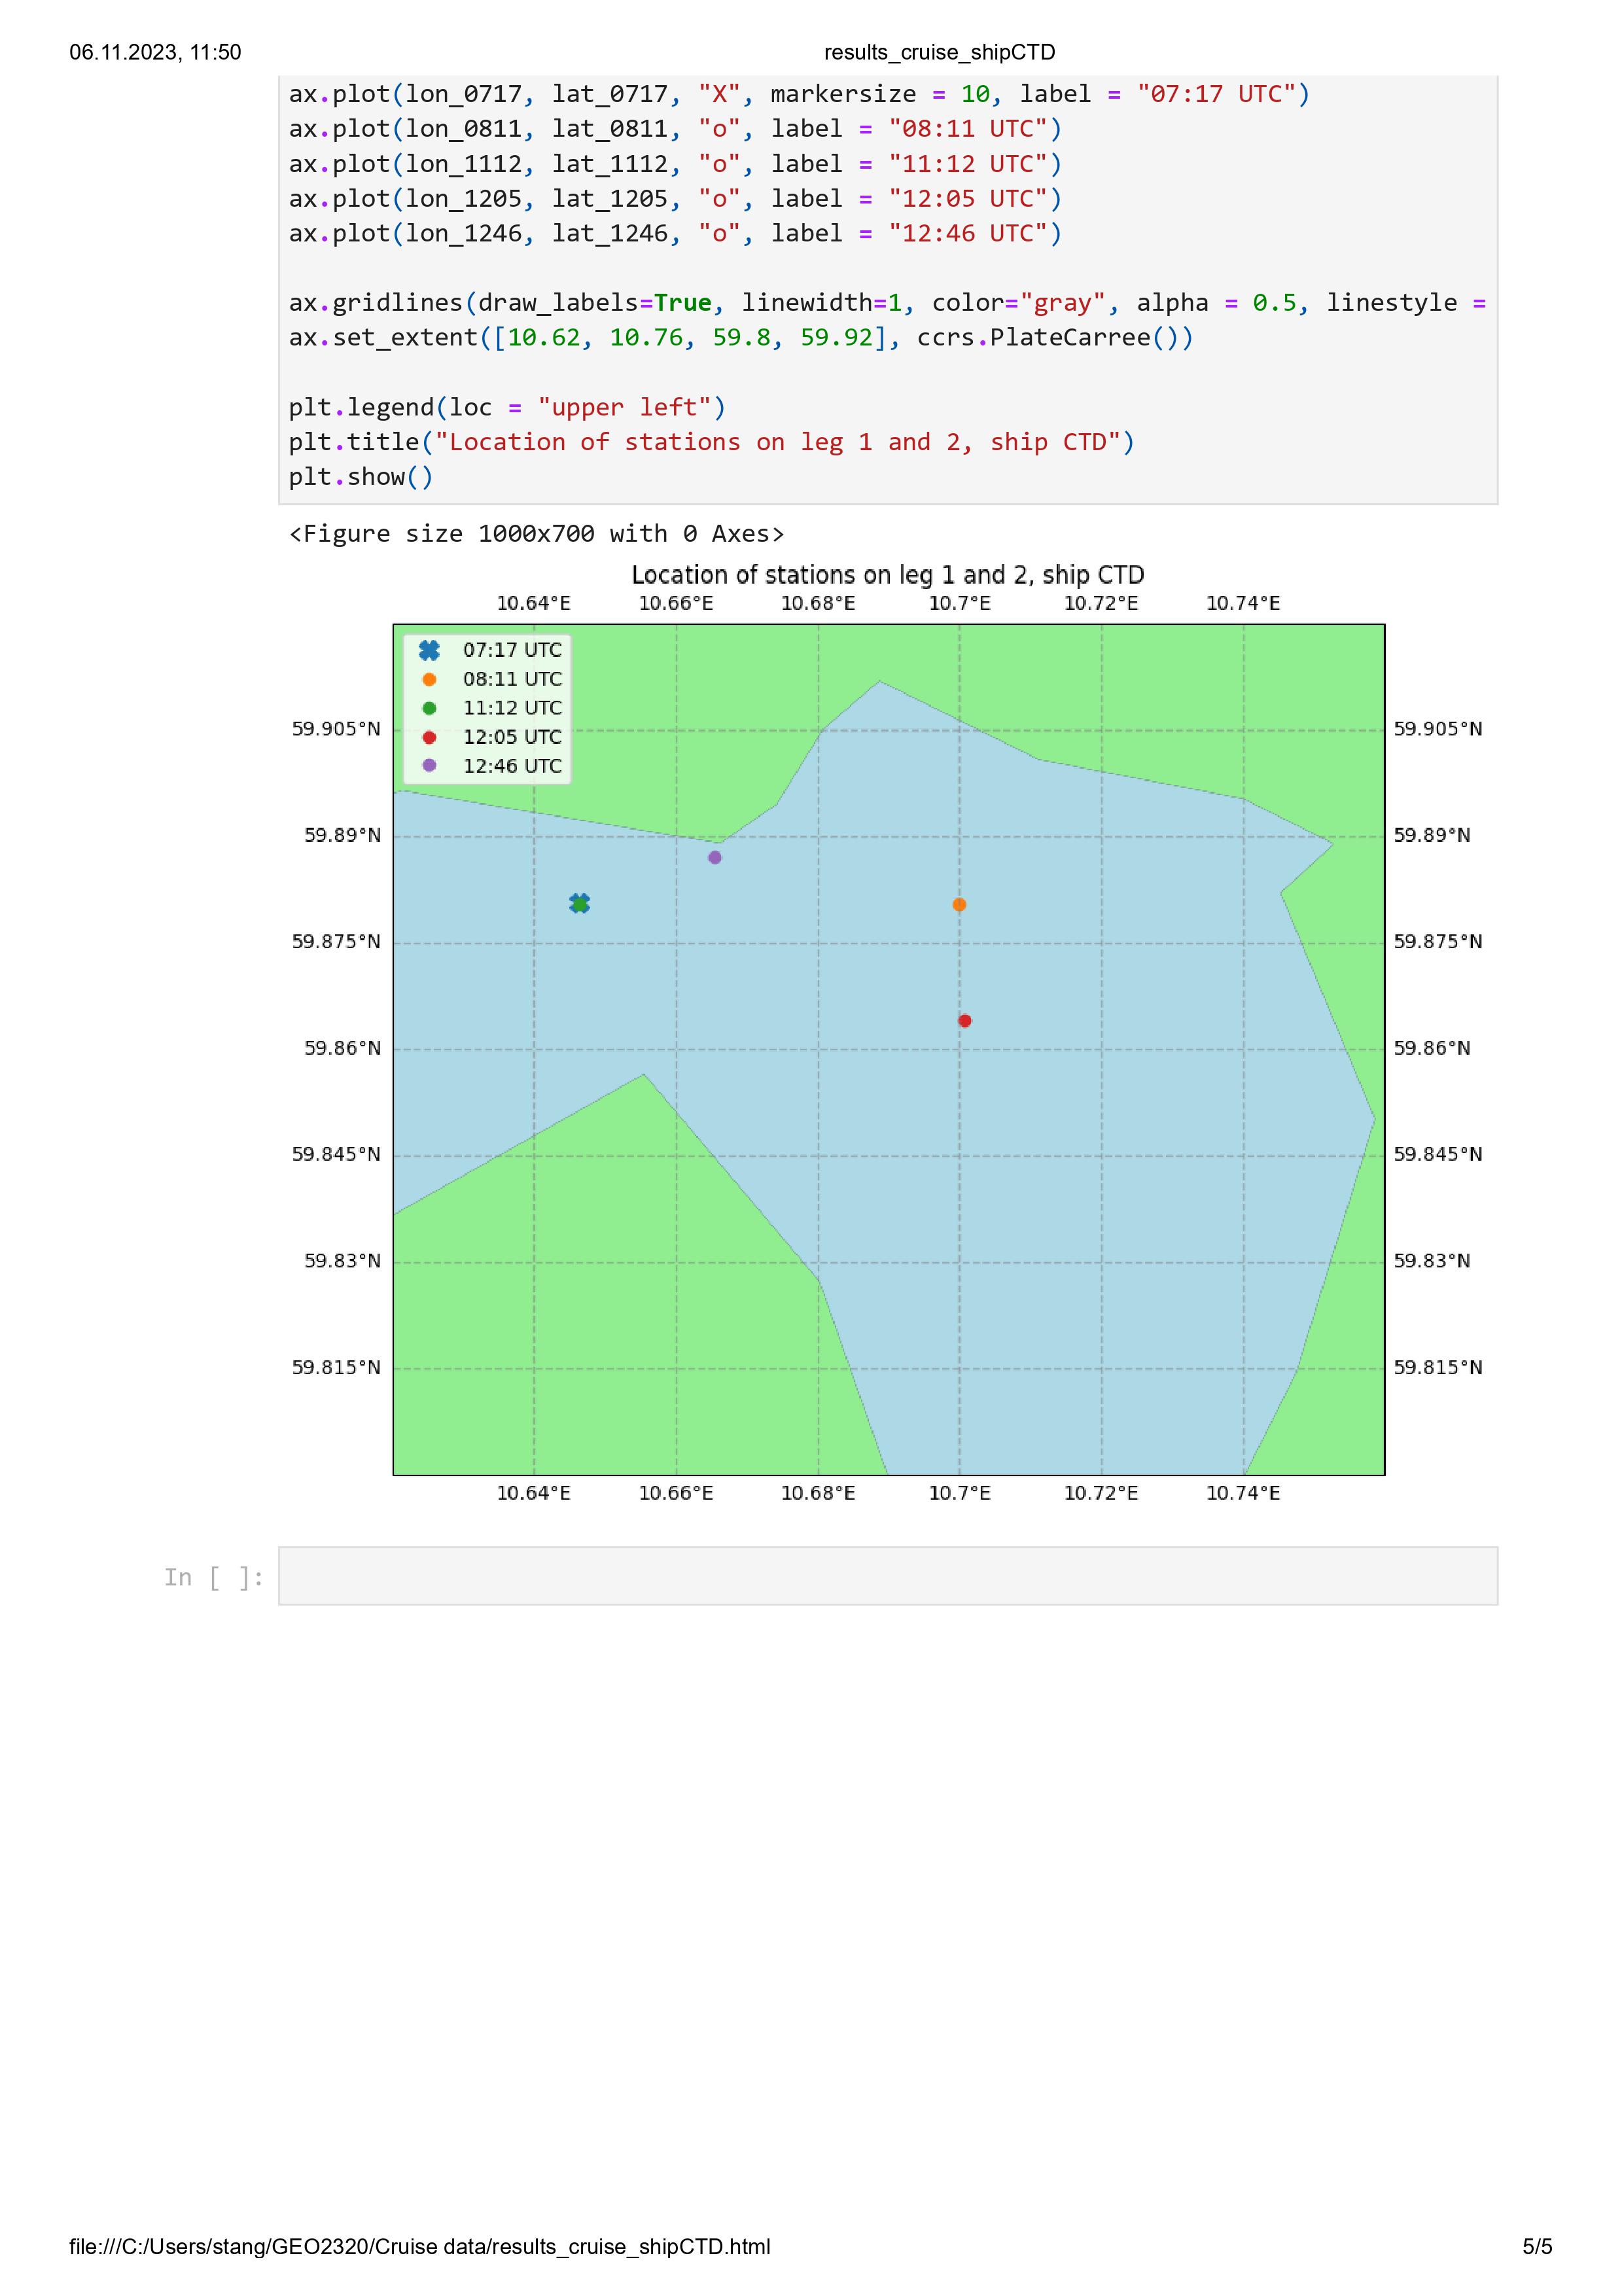 06.11.2023, 11:50 results_cruise_shipCTD
ax.plot(lon_0717, lat_0717, "X", markersize = 10, label = "07:17 UTC")
ax.plot(lon_0811, lat_0811, "o", label = "08:11 UTC")
ax.plot(lon_1112, lat_1112, "o", label = "11:12 UTC")
ax.plot(lon_1205, lat_1205, "o", label = "12:05 UTC")
ax.plot(lon_1246, lat_1246, "o", label = "12:46 UTC")
ax.gridlines(draw_labels=True, linewidth=1, color="gray", alpha = 0.5, linestyle =
ax.set_extent([10.62, 10.76, 59.8, 59.92], ccrs.PlateCarree())
plt.legend(loc = "upper left")
plt.title("Location of stations on leg 1 and 2, ship CTD")
plt.show()
<Figure size 1000x700 with 0 Axes>
Location of stations on leg 1 and 2, ship CTD
10.64°E 10.66°E 10.68°E 10.7°E 10.72°E 10.74°E
07:17 UTC
08:11 UTC
11:12 UTC
12:05 UTC
12:46 UTC
59.905°N 59.905°N
59.89°N 59.89°N
59.875°N 59.875°N
59.86°N 59.86°N
59.845°N 59.845°N
59.83°N 59.83°N
59.815°N 59.815°N
10.64°E 10.66°E 10.68°E 10.7°E 10.72°E 10.74°E
In [ ]:
file:///C:/Users/stang/GEO2320/Cruise data/results_cruise_shipCTD.html 5/5